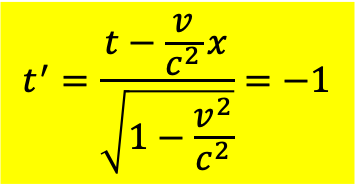 t′ = (t − (v/c²)x) / √(1 − v²/c²) = −1